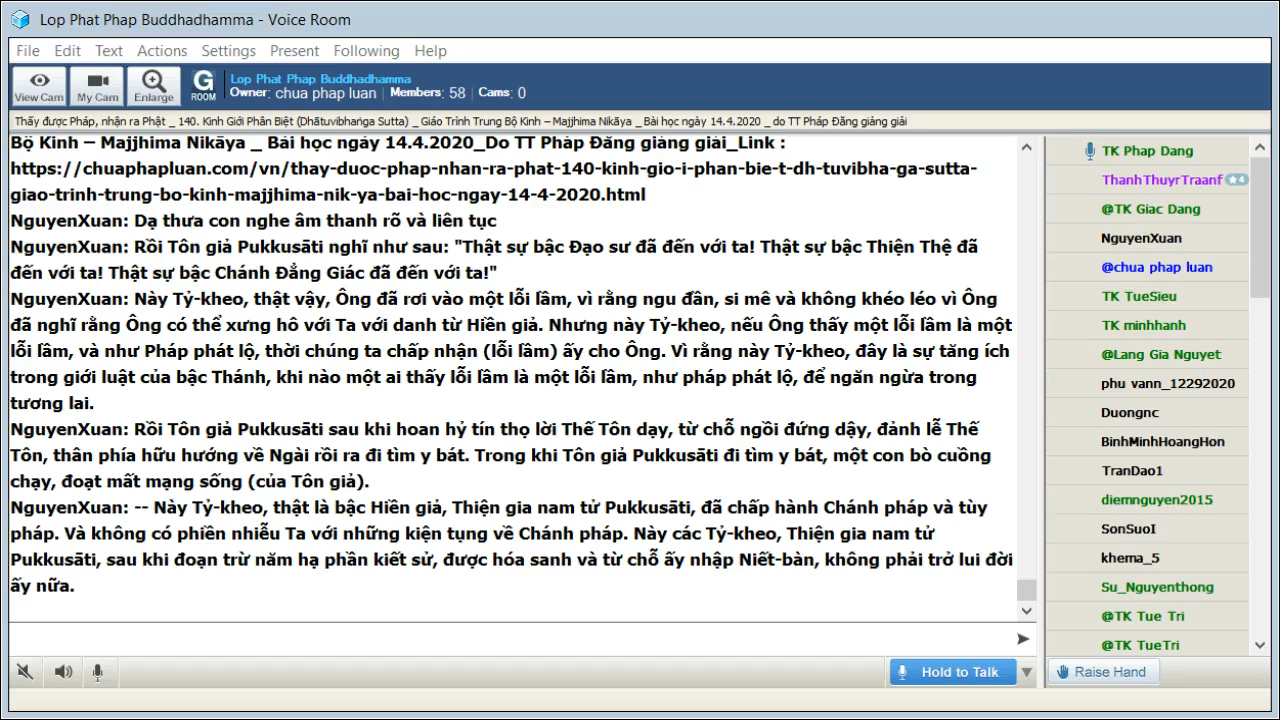 Lop Phat Phap Buddhadhamma - Voice Room
File Edit Text Actions Settings Present Following Help
View Cam My Cam Enlarge G ROOM
Lop Phat Phap Buddhadhamma
Owner: chua phap luan Members: 58 Cams: 0
Thấy được Pháp, nhận ra Phật _ 140. Kinh Giới Phân Biệt (Dhātuvibhaṅga Sutta) _ Giáo Trình Trung Bộ Kinh – Majjhima Nikāya _ Bài học ngày 14.4.2020 _ do TT Pháp Đăng giảng giải
Bộ Kinh – Majjhima Nikāya _ Bài học ngày 14.4.2020_Do TT Pháp Đăng giảng giải_Link :
https://chuaphapluan.com/vn/thay-duoc-phap-nhan-ra-phat-140-kinh-gio-i-phan-bie-t-dh-tuvibha-ga-sutta-
giao-trinh-trung-bo-kinh-majjhima-nik-ya-bai-hoc-ngay-14-4-2020.html
NguyenXuan: Dạ thưa con nghe âm thanh rõ và liên tục
NguyenXuan: Rồi Tôn giả Pukkusāti nghĩ như sau: "Thật sự bậc Đạo sư đã đến với ta! Thật sự bậc Thiện Thệ đã
đến với ta! Thật sự bậc Chánh Đẳng Giác đã đến với ta!"
NguyenXuan: Này Tỷ-kheo, thật vậy, Ông đã rơi vào một lỗi lầm, vì rằng ngu đần, si mê và không khéo léo vì Ông
đã nghĩ rằng Ông có thể xưng hô với Ta với danh từ Hiền giả. Nhưng này Tỷ-kheo, nếu Ông thấy một lỗi lầm là một
lỗi lầm, và như Pháp phát lộ, thời chúng ta chấp nhận (lỗi lầm) ấy cho Ông. Vì rằng này Tỷ-kheo, đây là sự tăng ích
trong giới luật của bậc Thánh, khi nào một ai thấy lỗi lầm là một lỗi lầm, như pháp phát lộ, để ngăn ngừa trong
tương lai.
NguyenXuan: Rồi Tôn giả Pukkusāti sau khi hoan hỷ tín thọ lời Thế Tôn dạy, từ chỗ ngồi đứng dậy, đảnh lễ Thế
Tôn, thân phía hữu hướng về Ngài rồi ra đi tìm y bát. Trong khi Tôn giả Pukkusāti đi tìm y bát, một con bò cuồng
chạy, đoạt mất mạng sống (của Tôn giả).
NguyenXuan: -- Này Tỷ-kheo, thật là bậc Hiền giả, Thiện gia nam tử Pukkusāti, đã chấp hành Chánh pháp và tùy
pháp. Và không có phiền nhiễu Ta với những kiện tụng về Chánh pháp. Này các Tỷ-kheo, Thiện gia nam tử
Pukkusāti, sau khi đoạn trừ năm hạ phần kiết sử, được hóa sanh và từ chỗ ấy nhập Niết-bàn, không phải trở lui đời
ấy nữa.
TK Phap Dang
ThanhThuyrTraanf 4
@TK Giac Dang
NguyenXuan
@chua phap luan
TK TueSieu
TK minhhanh
@Lang Gia Nguyet
phu vann_12292020
Duongnc
BinhMinhHoangHon
TranDao1
diemnguyen2015
SonSuoI
khema_5
Su_Nguyenthong
@TK Tue Tri
@TK TueTri
Hold to Talk
Raise Hand